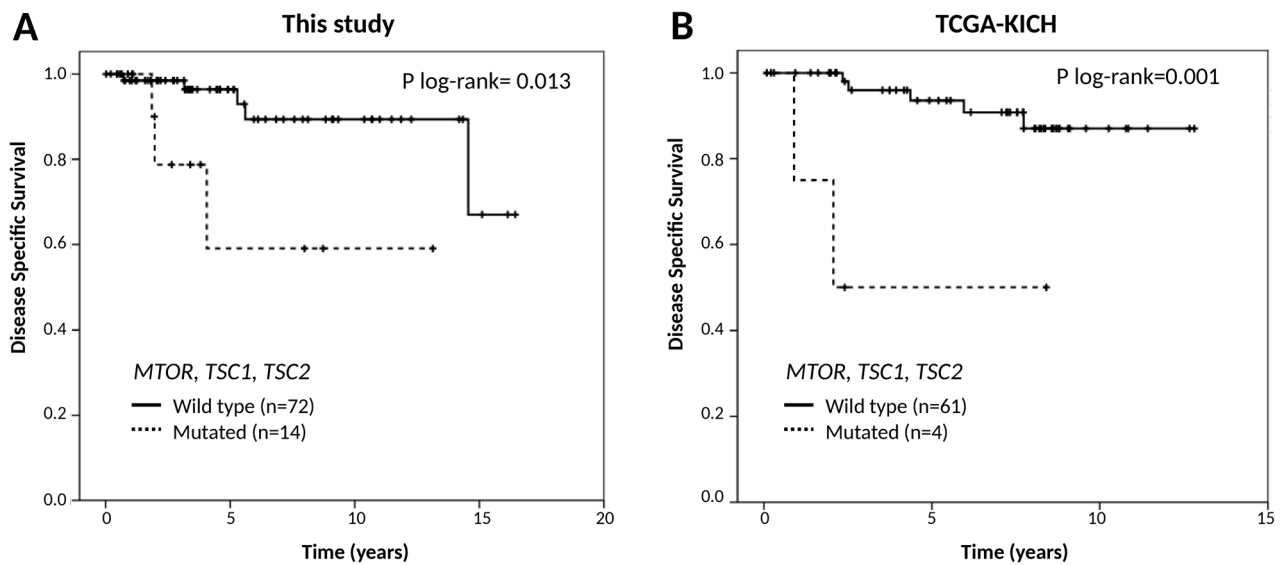 A
This study
P log-rank= 0.013
Disease Specific Survival
1.0
0.8
0.6
0.4
0.2
0.0
MTOR, TSC1, TSC2
Wild type (n=72)
Mutated (n=14)
0 5 10 15 20
Time (years)
B
TCGA-KICH
P log-rank=0.001
Disease Specific Survival
1.0
0.8
0.6
0.4
0.2
0.0
MTOR, TSC1, TSC2
Wild type (n=61)
Mutated (n=4)
0 5 10 15
Time (years)